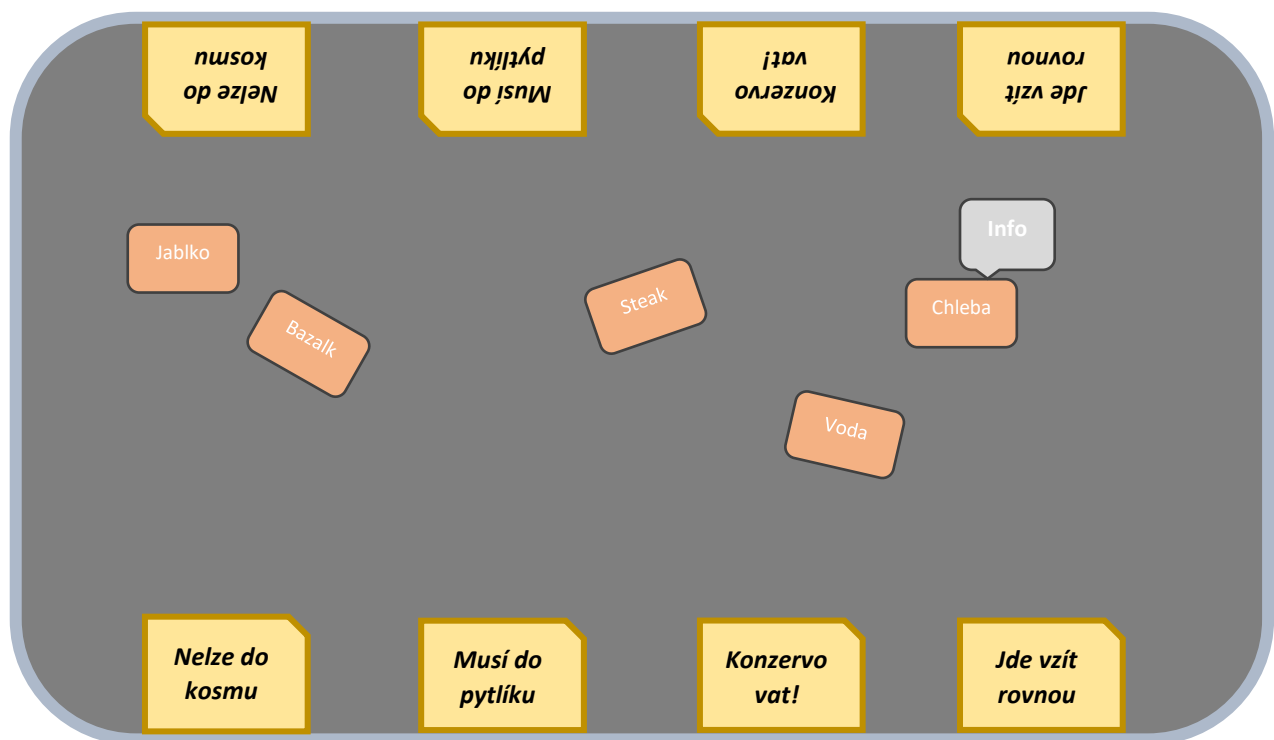 Nelze do
kosmu
Musí do
pytlíku
Konzervo
vat!
Jde vzít
rovnou
Jablko
Bazalk
Steak
Info
Chleba
Voda
Nelze do
kosmu
Musí do
pytlíku
Konzervo
vat!
Jde vzít
rovnou